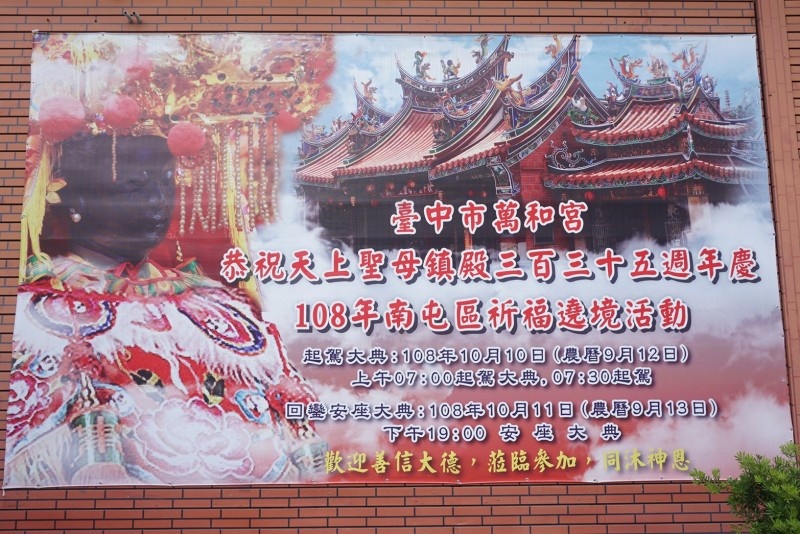 臺中市萬和宮
恭祝天上聖母鎮殿三百三十五週年慶
108年南屯區祈福遶境活動
起駕大典:108年10月10日(農曆9月12日)
上午07:00起駕大典,07:30起駕
回鑾安座大典:108年10月11日(農曆9月13日)
下午19:00 安座大典
歡迎善信大德,蒞臨參加,同沐神恩